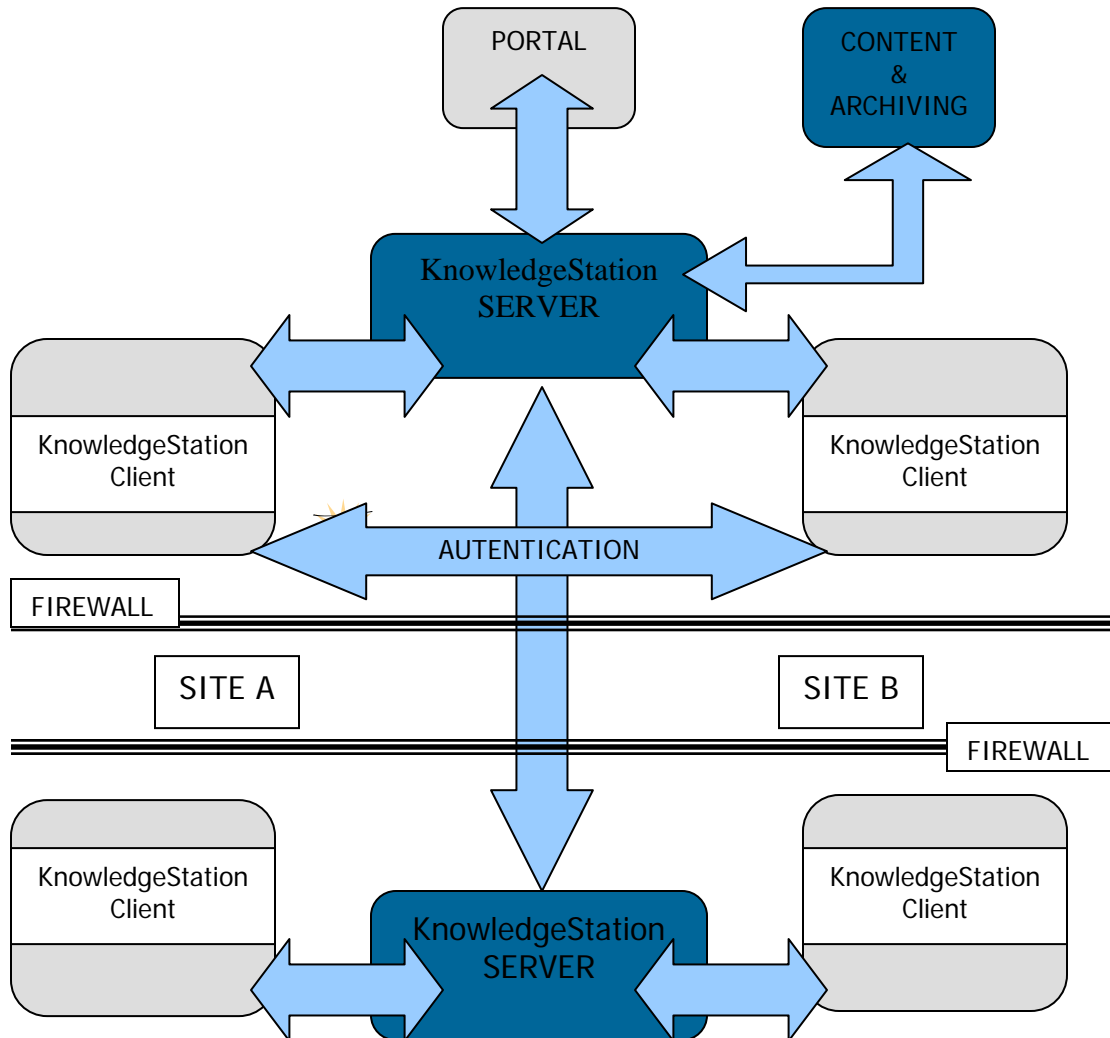 PORTAL
CONTENT
&
ARCHIVING
KnowledgeStation
SERVER
KnowledgeStation
Client
KnowledgeStation
Client
AUTENTICATION
FIREWALL
SITE A
SITE B
FIREWALL
KnowledgeStation
Client
KnowledgeStation
SERVER
KnowledgeStation
Client